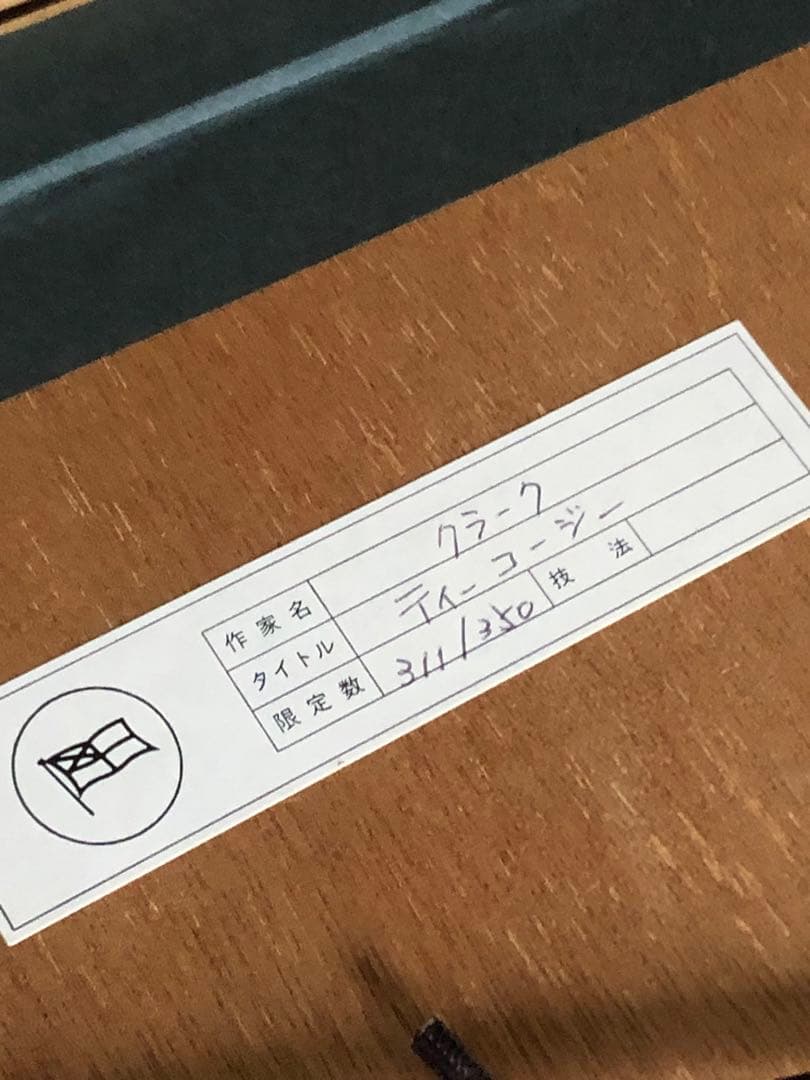 作家名 クラーク
タイトル ティーコージー
限定数 311/350 技法